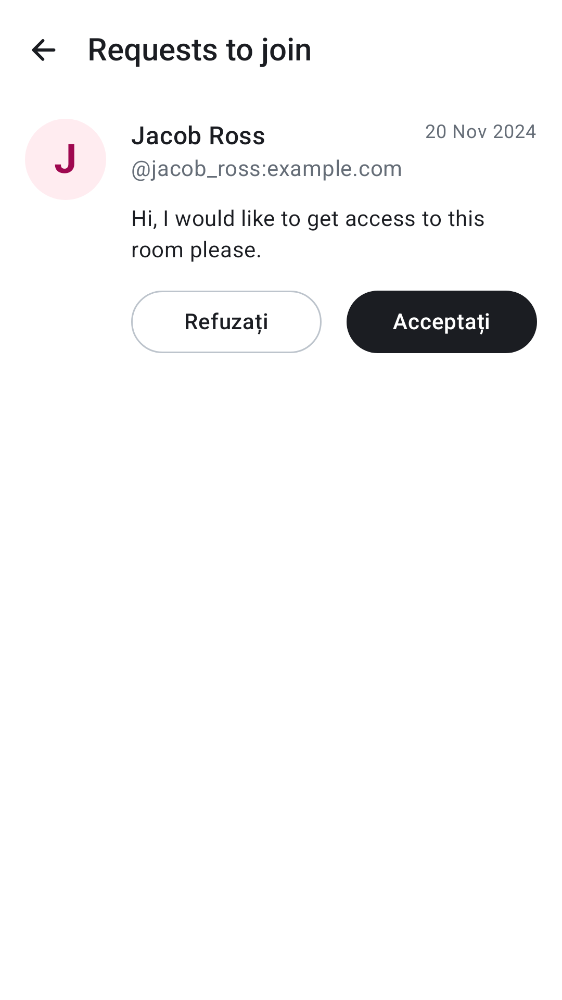 Requests to join
J
Jacob Ross
20 Nov 2024
@jacob_ross:example.com
Hi, I would like to get access to this
room please.
Refuzați
Acceptați